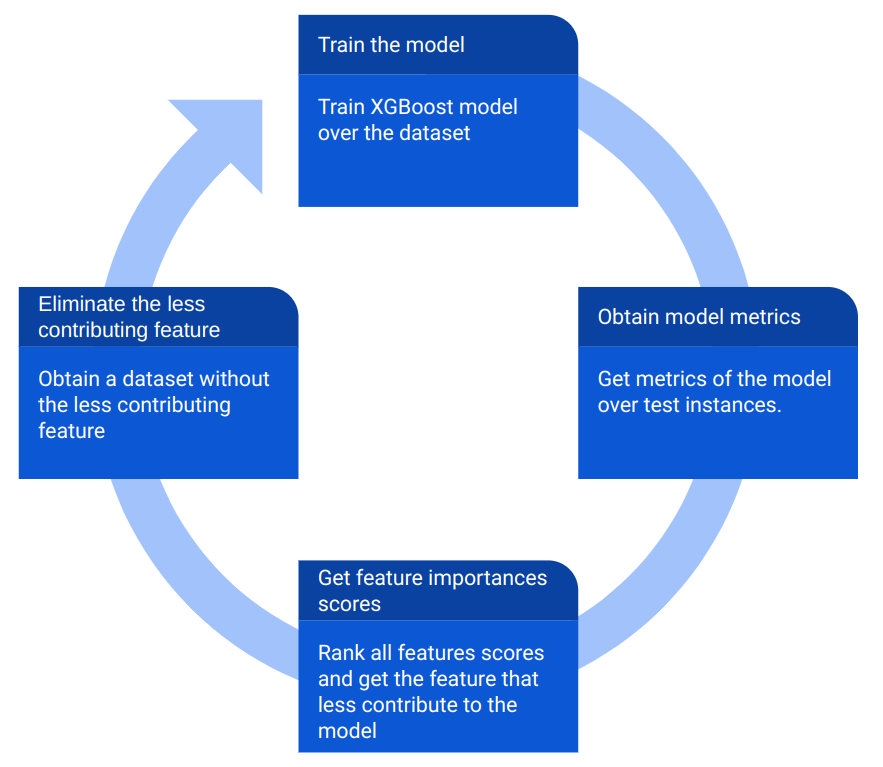 Train the model
Train XGBoost model
over the dataset
Obtain model metrics
Get metrics of the model
over test instances.
Get feature importances
scores
Rank all features scores
and get the feature that
less contribute to the
model
Eliminate the less
contributing feature
Obtain a dataset without
the less contributing
feature